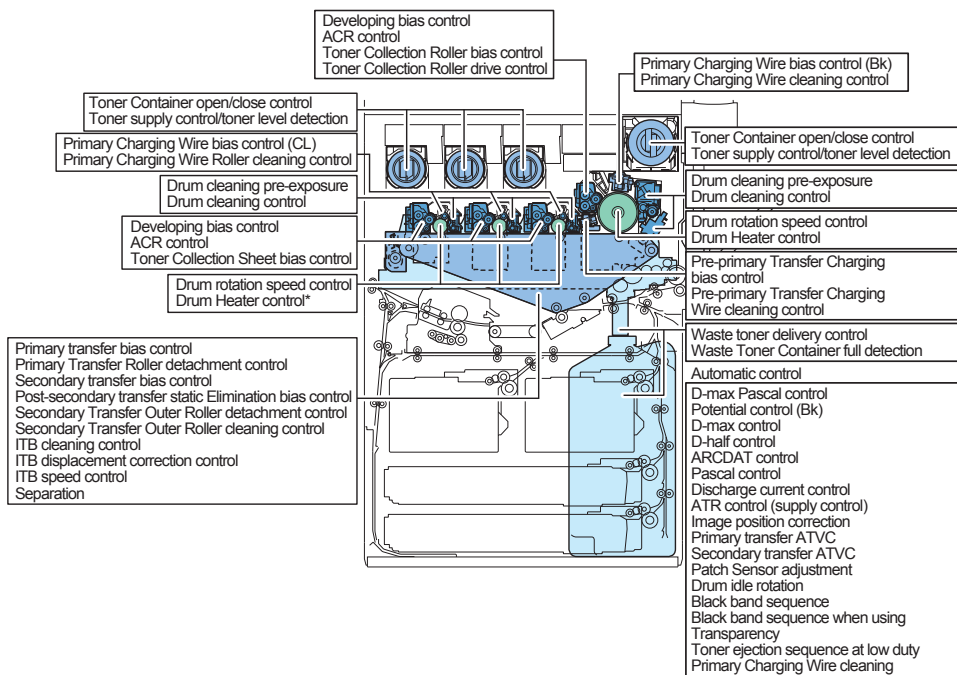 Developing bias control
ACR control
Toner Collection Roller bias control
Toner Collection Roller drive control
Primary Charging Wire bias control (Bk)
Primary Charging Wire cleaning control
Toner Container open/close control
Toner supply control/toner level detection
Primary Charging Wire bias control (CL)
Primary Charging Wire Roller cleaning control
Drum cleaning pre-exposure
Drum cleaning control
Developing bias control
ACR control
Toner Collection Sheet bias control
Drum rotation speed control
Drum Heater control*
Toner Container open/close control
Toner supply control/toner level detection
Drum cleaning pre-exposure
Drum cleaning control
Drum rotation speed control
Drum Heater control
Pre-primary Transfer Charging
bias control
Pre-primary Transfer Charging
Wire cleaning control
Waste toner delivery control
Waste Toner Container full detection
Primary transfer bias control
Primary Transfer Roller detachment control
Secondary transfer bias control
Post-secondary transfer static Elimination bias control
Secondary Transfer Outer Roller detachment control
Secondary Transfer Outer Roller cleaning control
ITB cleaning control
ITB displacement correction control
ITB speed control
Separation
Automatic control
D-max Pascal control
Potential control (Bk)
D-max control
D-half control
ARCDAT control
Pascal control
Discharge current control
ATR control (supply control)
Image position correction
Primary transfer ATVC
Secondary transfer ATVC
Patch Sensor adjustment
Drum idle rotation
Black band sequence
Black band sequence when using
Transparency
Toner ejection sequence at low duty
Primary Charging Wire cleaning